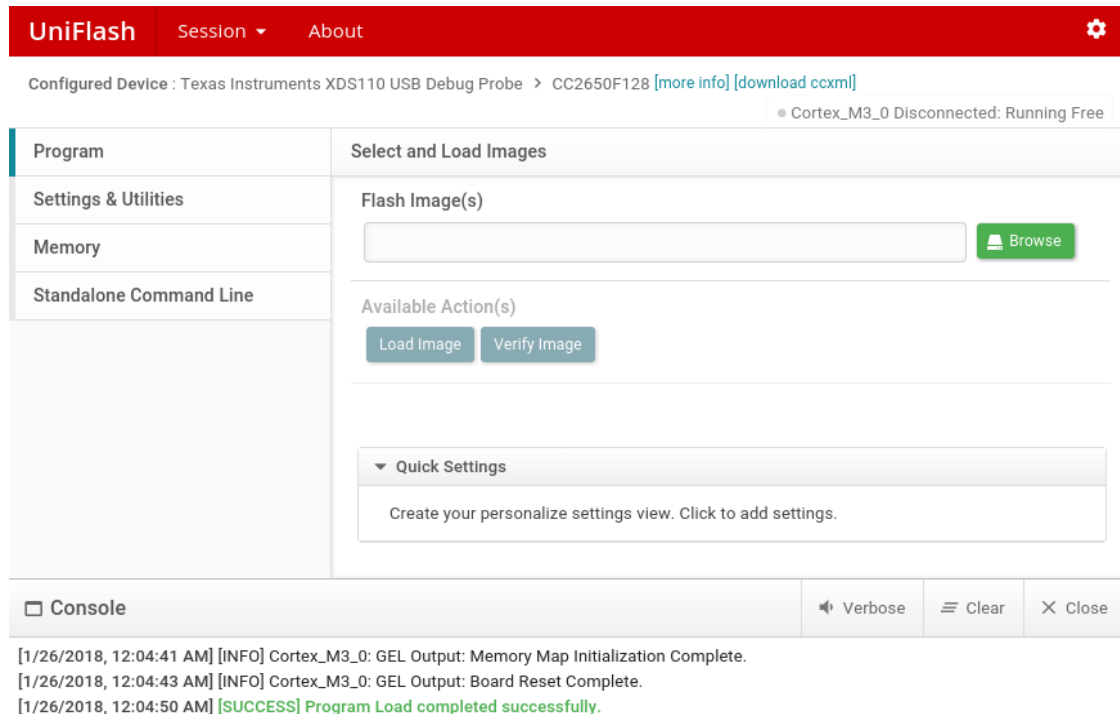 UniFlash Session About
Configured Device : Texas Instruments XDS110 USB Debug Probe > CC2650F128 [more info] [download ccxml]
Cortex_M3_0 Disconnected: Running Free
Program
Settings & Utilities
Memory
Standalone Command Line
Select and Load Images
Flash Image(s)
Browse
Available Action(s)
Load Image Verify Image
Quick Settings
Create your personalize settings view. Click to add settings.
Console Verbose Clear Close
[1/26/2018, 12:04:41 AM] [INFO] Cortex_M3_0: GEL Output: Memory Map Initialization Complete.
[1/26/2018, 12:04:43 AM] [INFO] Cortex_M3_0: GEL Output: Board Reset Complete.
[1/26/2018, 12:04:50 AM] [SUCCESS] Program Load completed successfully.